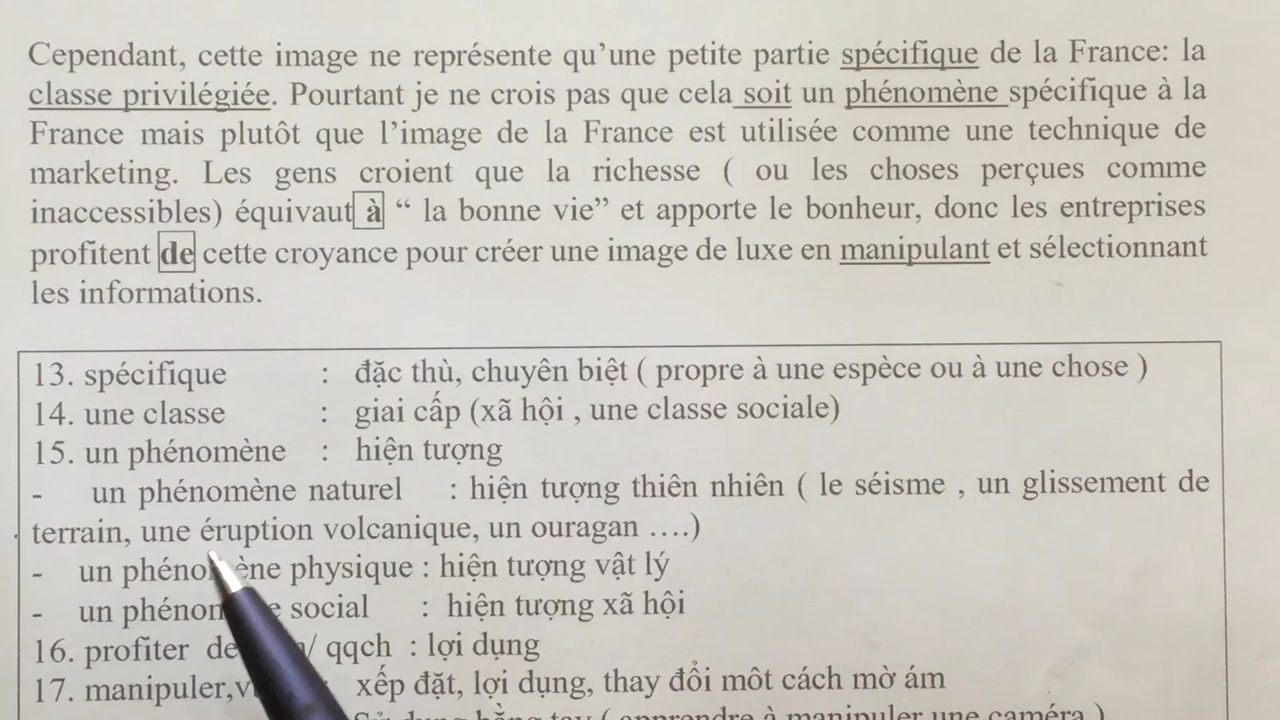 Cependant, cette image ne représente qu’une petite partie spécifique de la France: la
classe privilégiée. Pourtant je ne crois pas que cela soit un phénomène spécifique à la
France mais plutôt que l’image de la France est utilisée comme une technique de
marketing. Les gens croient que la richesse ( ou les choses perçues comme
inaccessibles) équivaut à “ la bonne vie” et apporte le bonheur, donc les entreprises
profitent de cette croyance pour créer une image de luxe en manipulant et sélectionnant
les informations.
13. spécifique : đặc thù, chuyên biệt ( propre à une espèce ou à une chose )
14. une classe : giai cấp (xã hội , une classe sociale)
15. un phénomène : hiện tượng
- un phénomène naturel : hiện tượng thiên nhiên ( le séisme , un glissement de
terrain, une éruption volcanique, un ouragan ….)
- un physique : hiện tượng vật lý
- un social : hiện tượng xã hội
16. profiter de / qqch : lợi dụng
17. manipuler, : xếp đặt, lợi dụng, thay đổi môt cách mờ ám
( apprendre à manipuler une caméra )